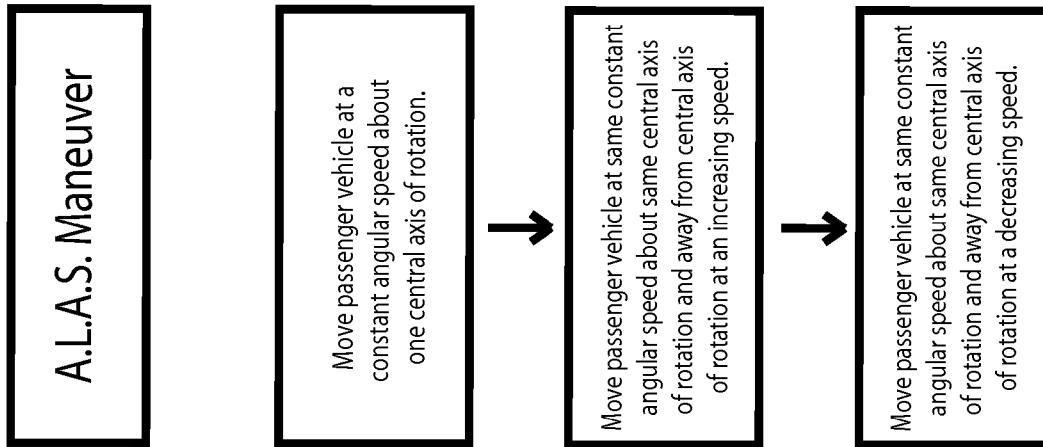 A.L.A.S. Maneuver
Move passenger vehicle at a
constant angular speed about
one central axis of rotation.
Move passenger vehicle at same constant
angular speed about same central axis
of rotation and away from central axis
of rotation at an increasing speed.
Move passenger vehicle at same constant
angular speed about same central axis
of rotation and away from central axis
of rotation at a decreasing speed.